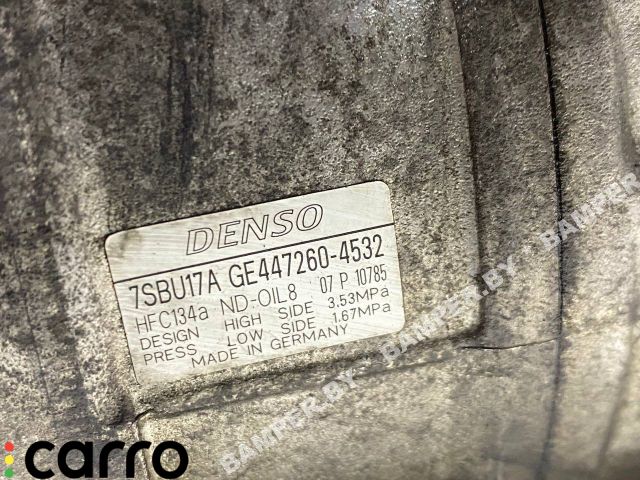 DENSO
7SBU17A GE447260-4532
HFC134a ND-OIL8 07 P 10785
DESIGN HIGH SIDE 3.53MPa
PRESS LOW SIDE 1.67MPa
MADE IN GERMANY
BAMPER.BY - BAMPER.BY - BAMPER.BY
carro